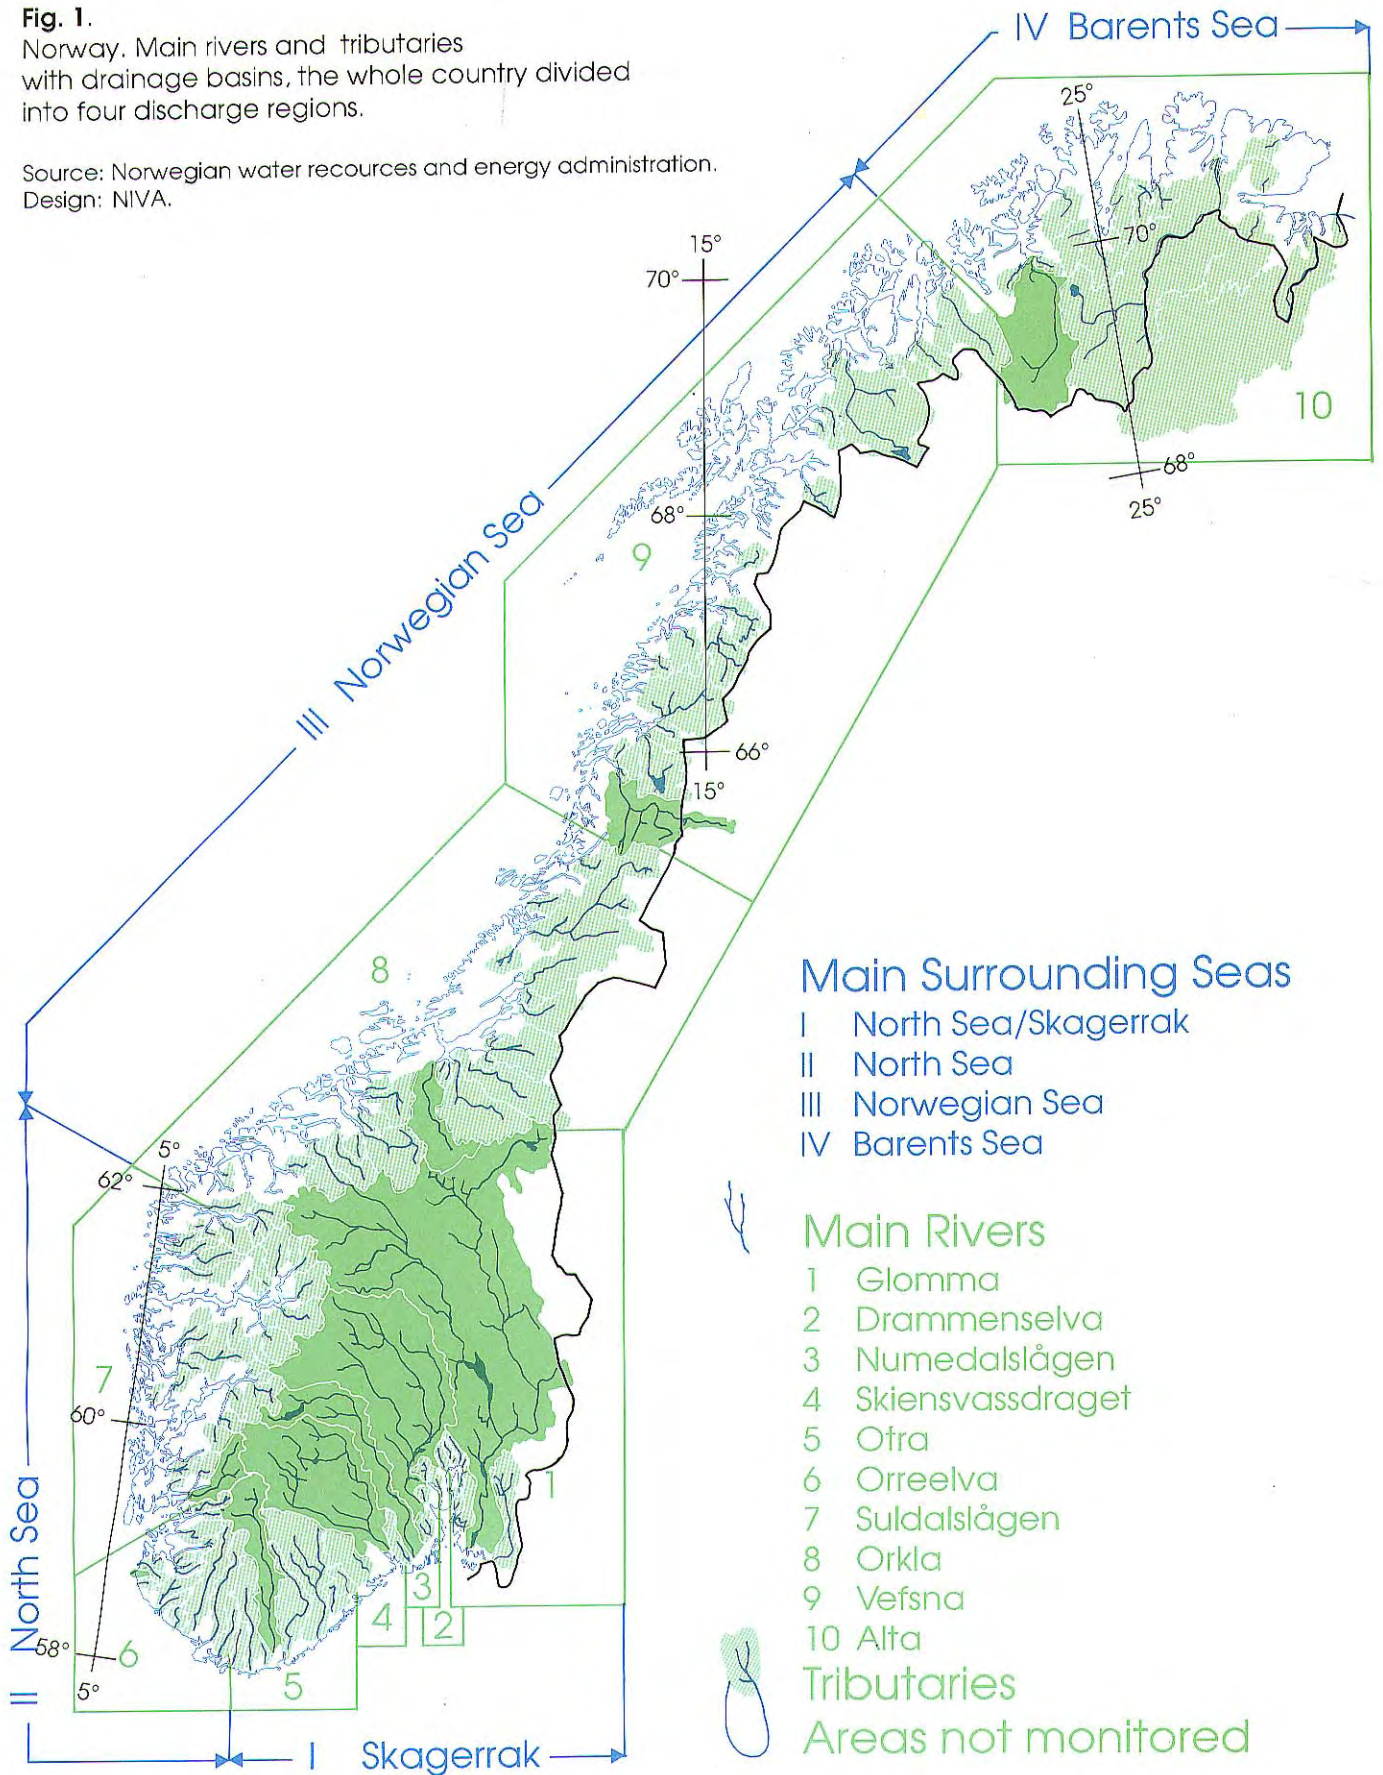 Fig. 1.
Norway. Main rivers and tributaries
with drainage basins, the whole country divided
into four discharge regions.
Source: Norwegian water recources and energy administration.
Design: NIVA.
IV Barents Sea
25°
15°
70°
70°
10
68°
25°
68°
9
III Norwegian Sea
66°
15°
8
5°
62°
7
60°
1
3
4
2
II North Sea
58°
6
5
5°
I Skagerrak
Main Surrounding Seas
I North Sea/Skagerrak
II North Sea
III Norwegian Sea
IV Barents Sea
Main Rivers
1 Glomma
2 Drammenselva
3 Numedalslågen
4 Skiensvassdraget
5 Otra
6 Orreelva
7 Suldalslågen
8 Orkla
9 Vefsna
10 Alta
Tributaries
Areas not monitored